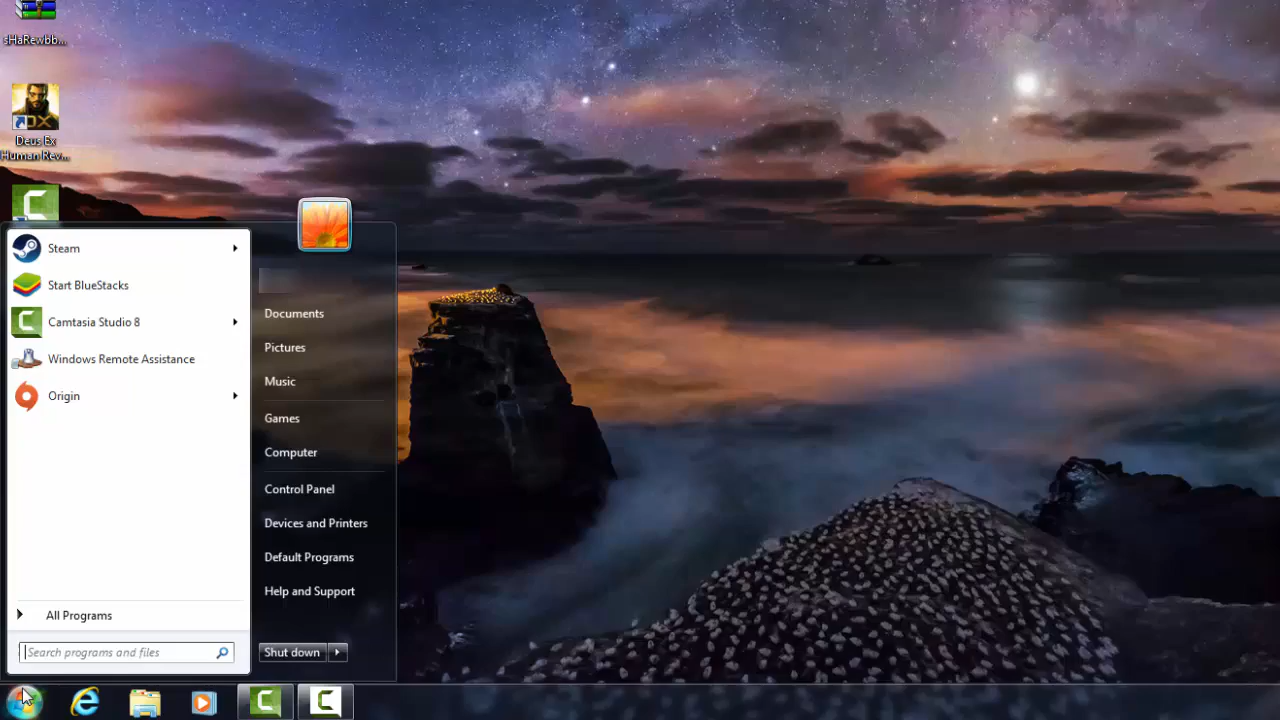 sHaRewbb...
Deus Ex
Human Rev...
Steam
Start BlueStacks
Camtasia Studio 8
Windows Remote Assistance
Origin
All Programs
Search programs and files
Documents
Pictures
Music
Games
Computer
Control Panel
Devices and Printers
Default Programs
Help and Support
Shut down